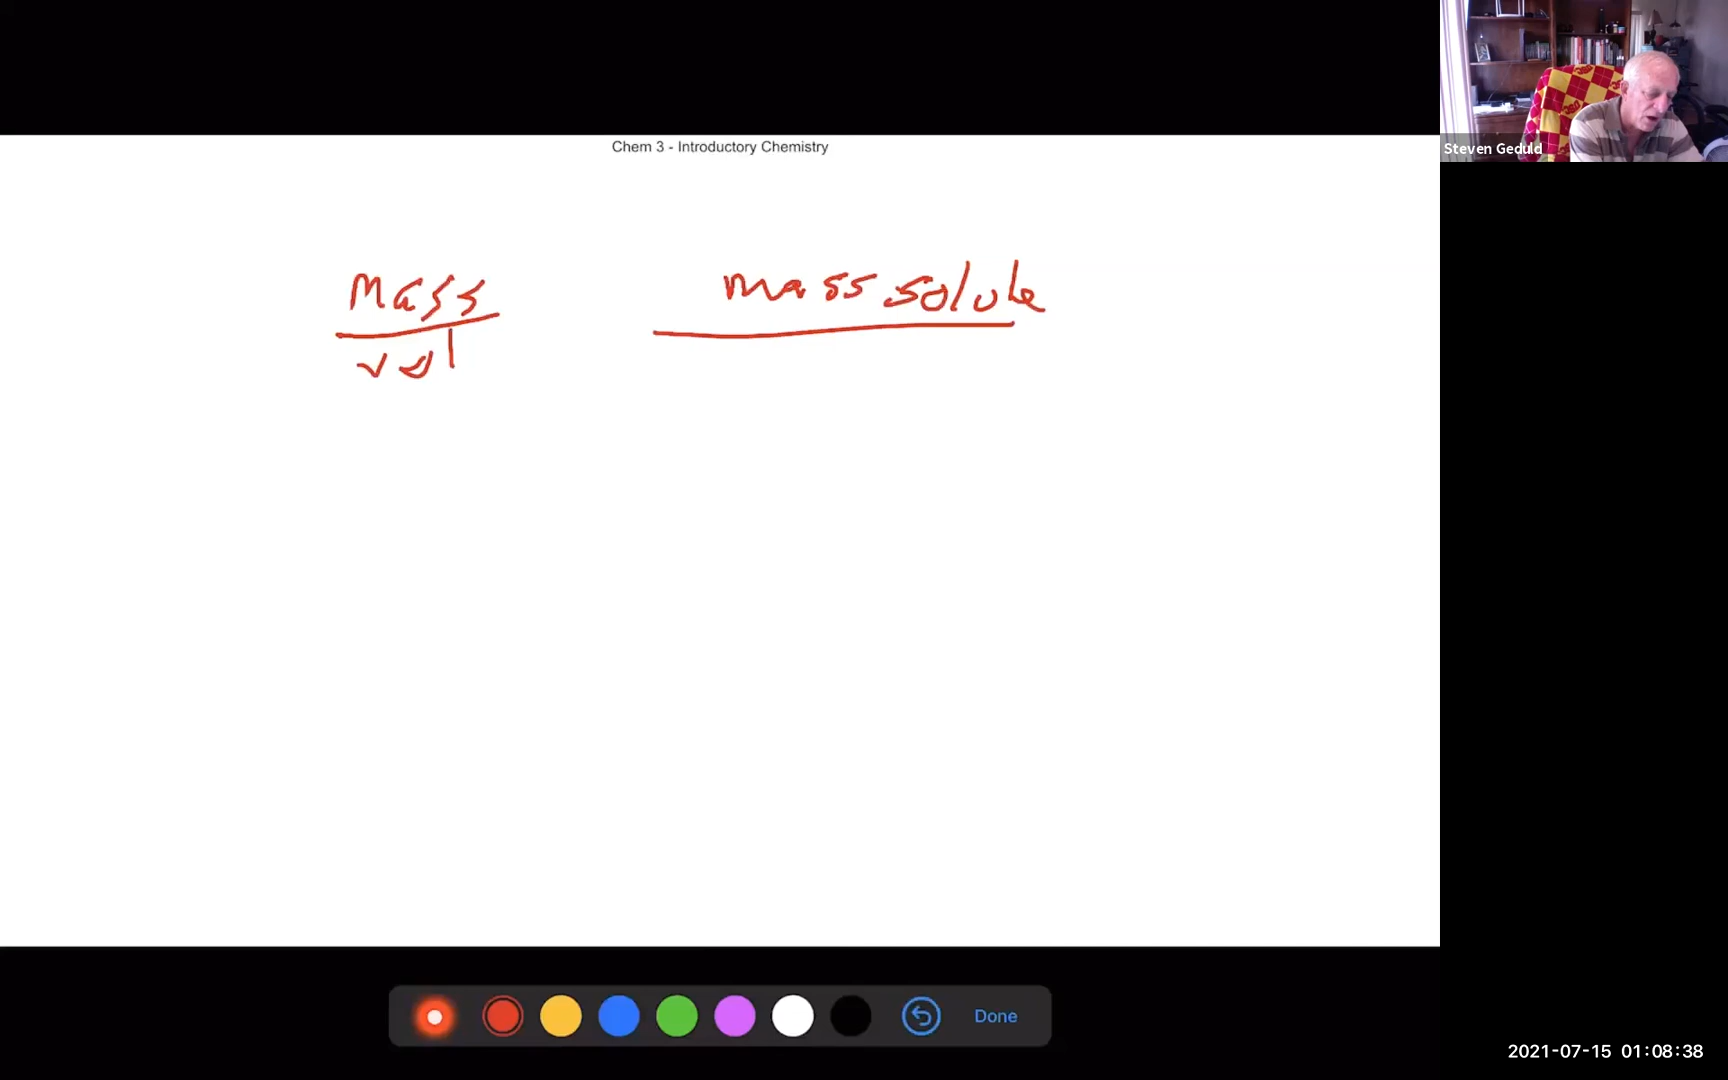 Steven Geduld
Chem 3 - Introductory Chemistry
Mass
vol
mass solute
Done
2021-07-15 01:08:38